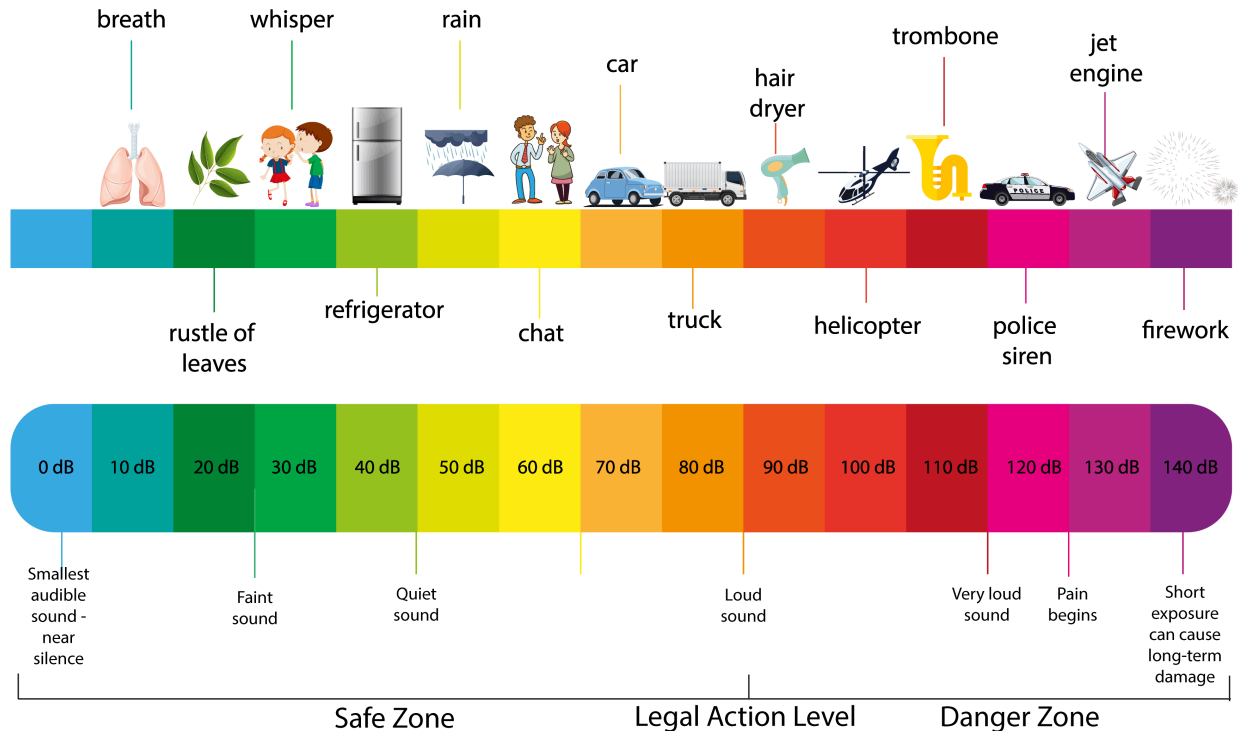 breath
whisper
rain
car
hair
dryer
trombone
jet
engine
POLICE
rustle of
leaves
refrigerator
chat
truck
helicopter
police
siren
firework
0 dB
10 dB
20 dB
30 dB
40 dB
50 dB
60 dB
70 dB
80 dB
90 dB
100 dB
110 dB
120 dB
130 dB
140 dB
Smallest
audible
sound -
near
silence
Faint
sound
Quiet
sound
Loud
sound
Very loud
sound
Pain
begins
Short
exposure
can cause
long-term
damage
Safe Zone
Legal Action Level
Danger Zone